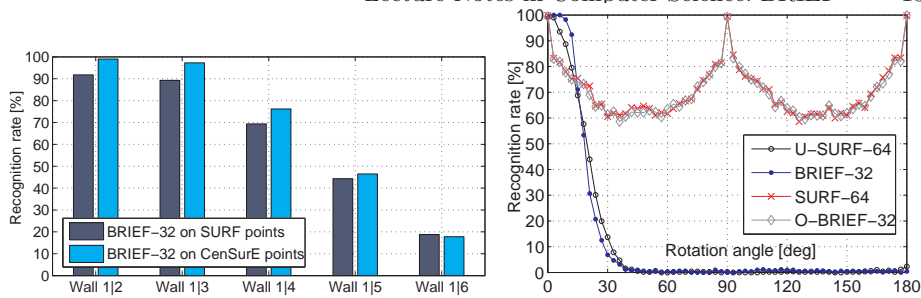 Lecture Notes in Computer Science: BRIEF
Recognition rate [%]
100
90
80
70
60
50
40
30
20
10
0
BRIEF-32 on SURF points
BRIEF-32 on CenSurE points
Wall 1|2 Wall 1|3 Wall 1|4 Wall 1|5 Wall 1|6
Recognition rate [%]
100
90
80
70
60
50
40
30
20
10
0
U-SURF-64
BRIEF-32
SURF-64
O-BRIEF-32
Rotation angle [deg]
0 30 60 90 120 150 180